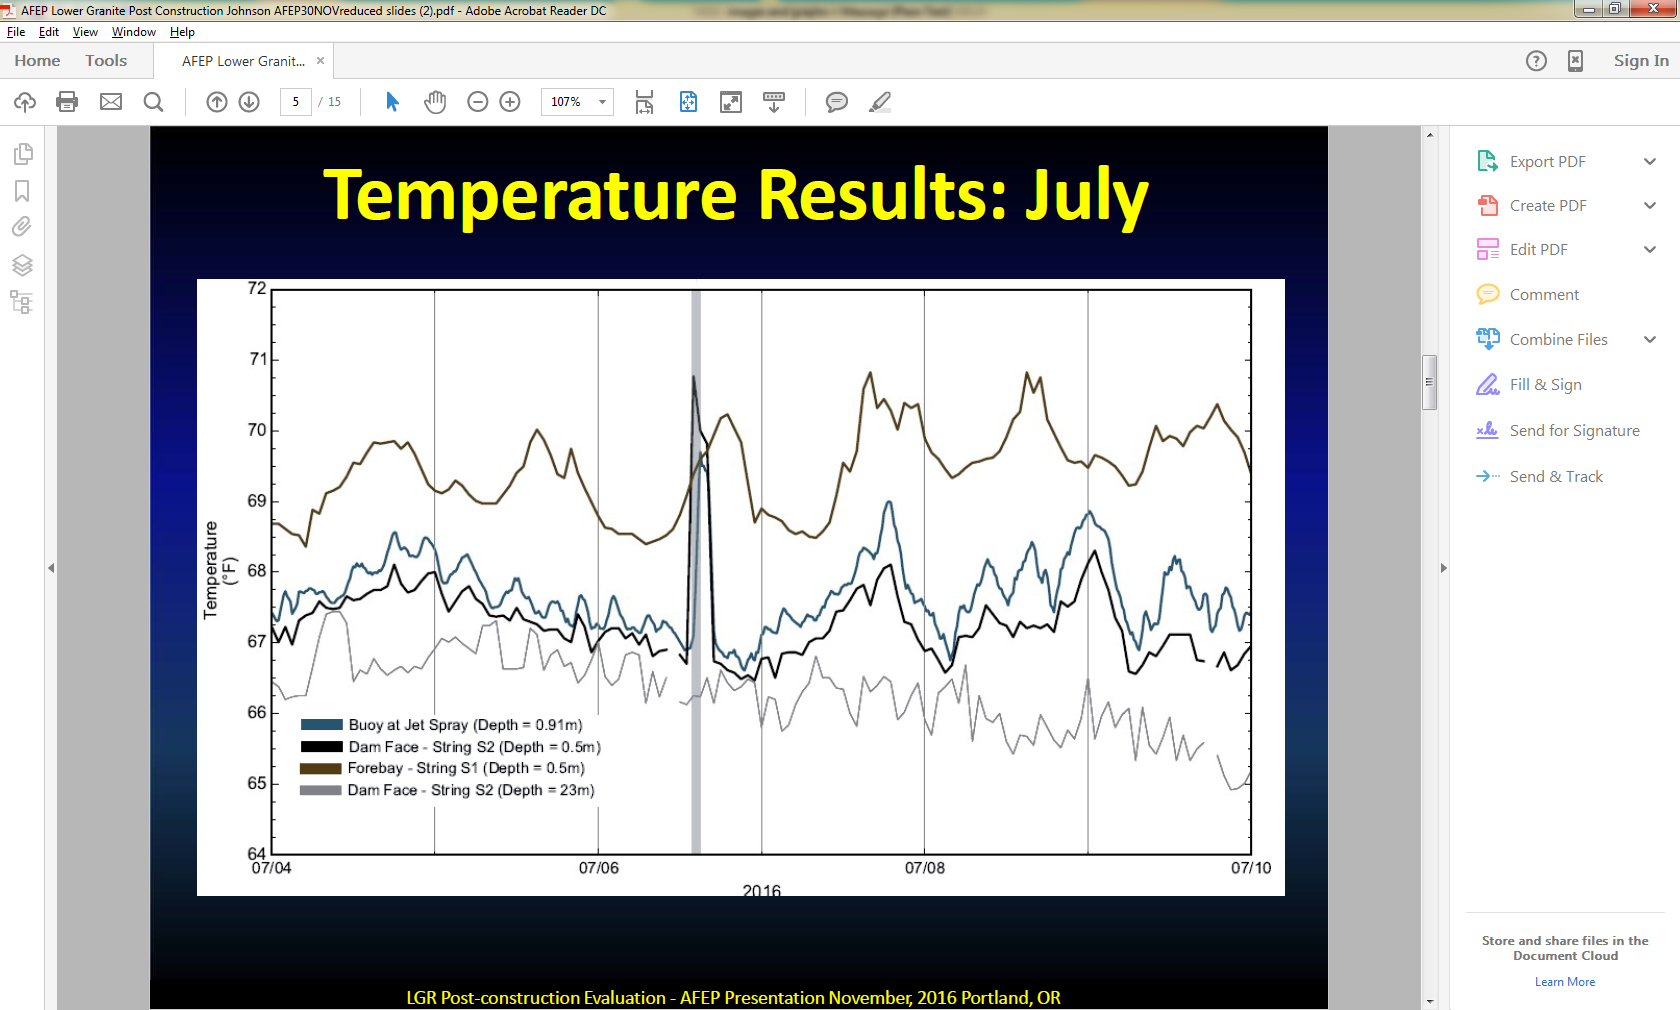 AFEP Lower Granite Post Construction Johnson AFEP30NOVreduced slides (2).pdf - Adobe Acrobat Reader DC
File Edit View Window Help
Home Tools AFEP Lower Granit... × Sign In
5 / 15 107%
Temperature Results: July
72
71
70
69
68
67
66
65
64
Temperature
(°F)
Buoy at Jet Spray (Depth = 0.91m)
Dam Face - String S2 (Depth = 0.5m)
Forebay - String S1 (Depth = 0.5m)
Dam Face - String S2 (Depth = 23m)
07/04 07/06 07/08 07/10
2016
LGR Post-construction Evaluation - AFEP Presentation November, 2016 Portland, OR
Export PDF
Create PDF
Edit PDF
Comment
Combine Files
Fill & Sign
Send for Signature
Send & Track
Store and share files in the
Document Cloud
Learn More